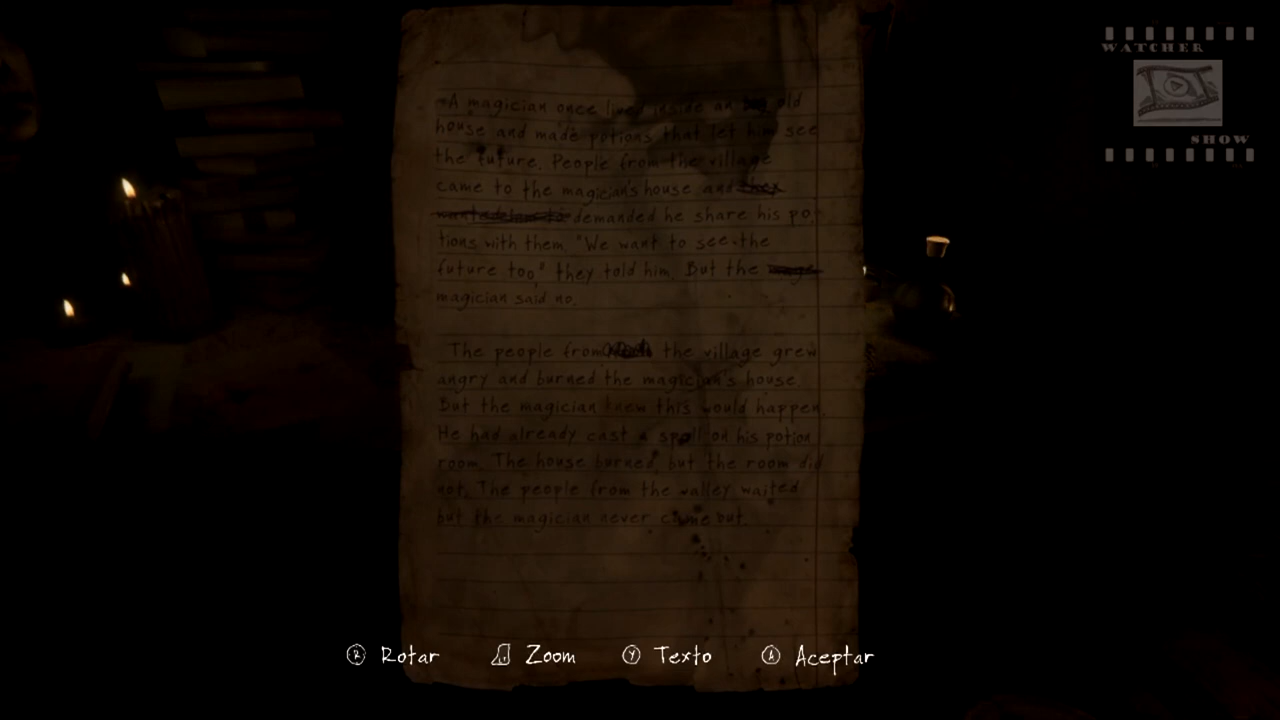 WATCHER
SHOW
A magician once lived inside an old
house and made potions that let him see
the future. People from the village
came to the magician's house and they
wanted him to demanded he share his po-
tions with them "We want to see the
future too," they told him. But the mage
magician said no.
The people from the village grew
angry and burned the magician's house.
But the magician knew this would happen.
He had already cast a spell on his potion
room. The house burned, but the room did
not. The people from the valley waited
but the magician never came out.
R Rotar
L Zoom
Y Texto
A Aceptar